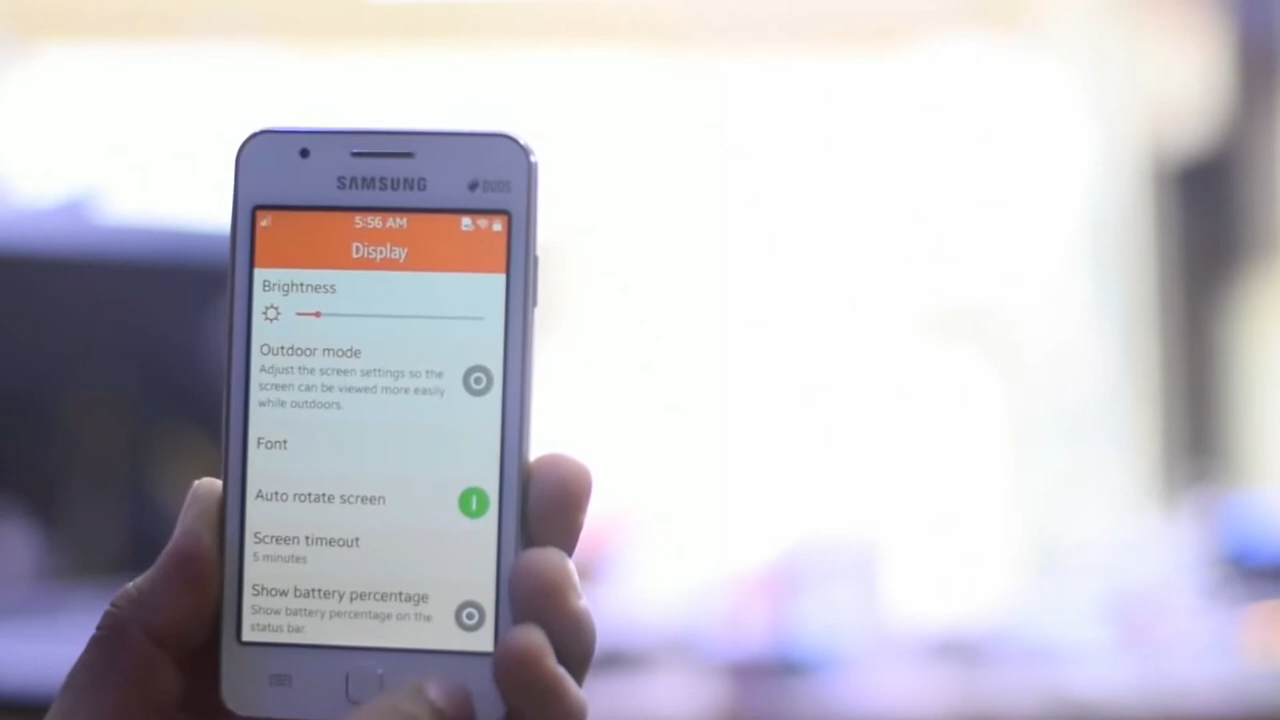 SAMSUNG
DUOS
5:56 AM
Display
Brightness
Outdoor mode
Adjust the screen settings so the
screen can be viewed more easily
while outdoors.
Font
Auto rotate screen
Screen timeout
5 minutes
Show battery percentage
Show battery percentage on the
status bar.